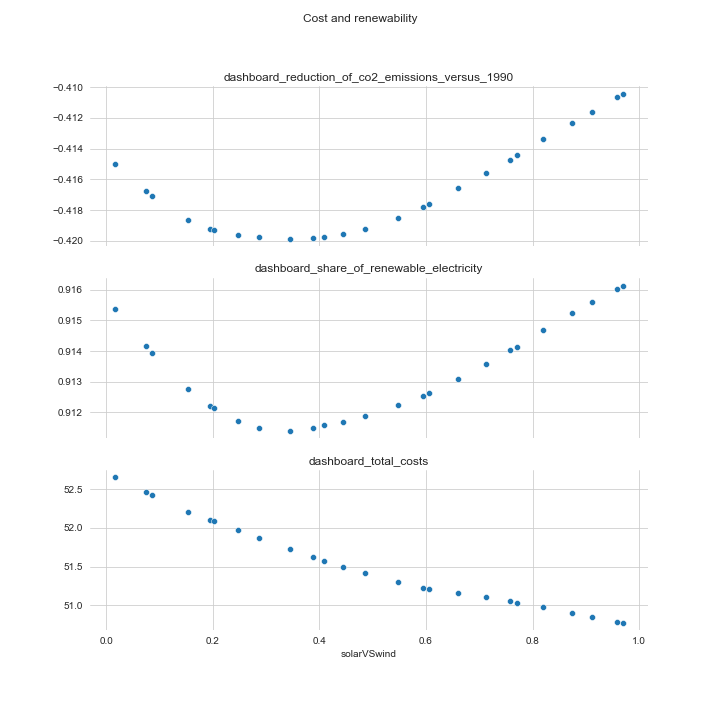 Cost and renewability
dashboard_reduction_of_co2_emissions_versus_1990
−0.410
−0.412
−0.414
−0.416
−0.418
−0.420
dashboard_share_of_renewable_electricity
0.916
0.915
0.914
0.913
0.912
dashboard_total_costs
52.5
52.0
51.5
51.0
0.0 0.2 0.4 0.6 0.8 1.0
solarVSwind